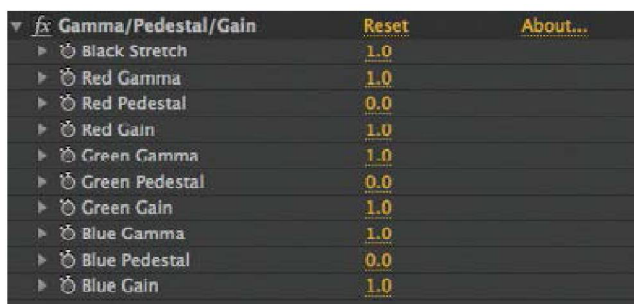 fx Gamma/Pedestal/Gain Reset About...
Black Stretch 1.0
Red Gamma 1.0
Red Pedestal 0.0
Red Gain 1.0
Green Gamma 1.0
Green Pedestal 0.0
Green Gain 1.0
Blue Gamma 1.0
Blue Pedestal 0.0
Blue Gain 1.0